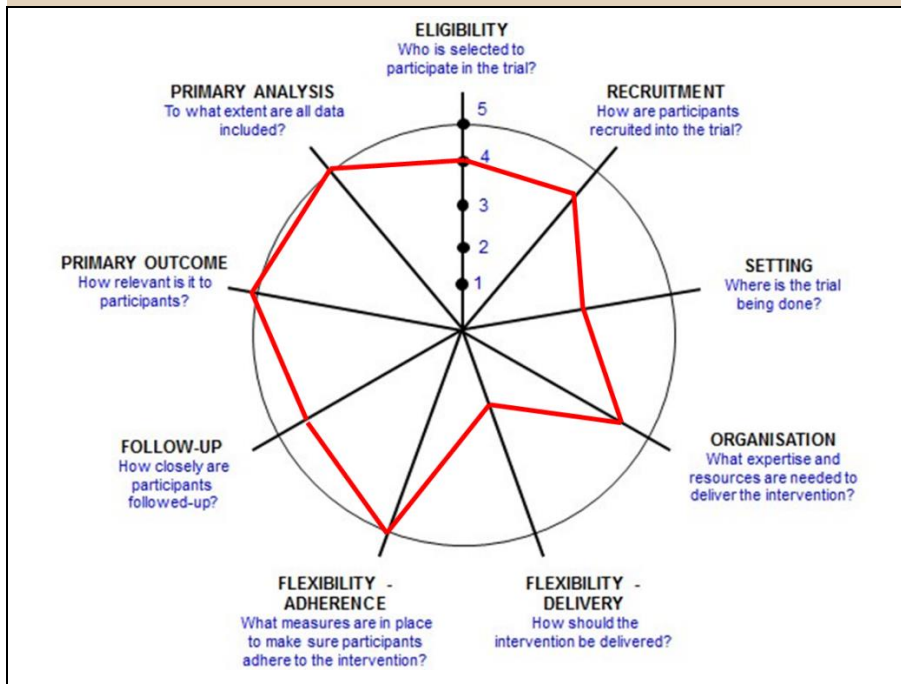 ELIGIBILITY
Who is selected to
participate in the trial?
PRIMARY ANALYSIS
To what extent are all data
included?
RECRUITMENT
How are participants
recruited into the trial?
5
4
3
2
1
PRIMARY OUTCOME
How relevant is it to
participants?
SETTING
Where is the trial
being done?
FOLLOW-UP
How closely are
participants
followed-up?
ORGANISATION
What expertise and
resources are needed to
deliver the intervention?
FLEXIBILITY -
ADHERENCE
What measures are in place
to make sure participants
adhere to the intervention?
FLEXIBILITY -
DELIVERY
How should the
intervention be delivered?